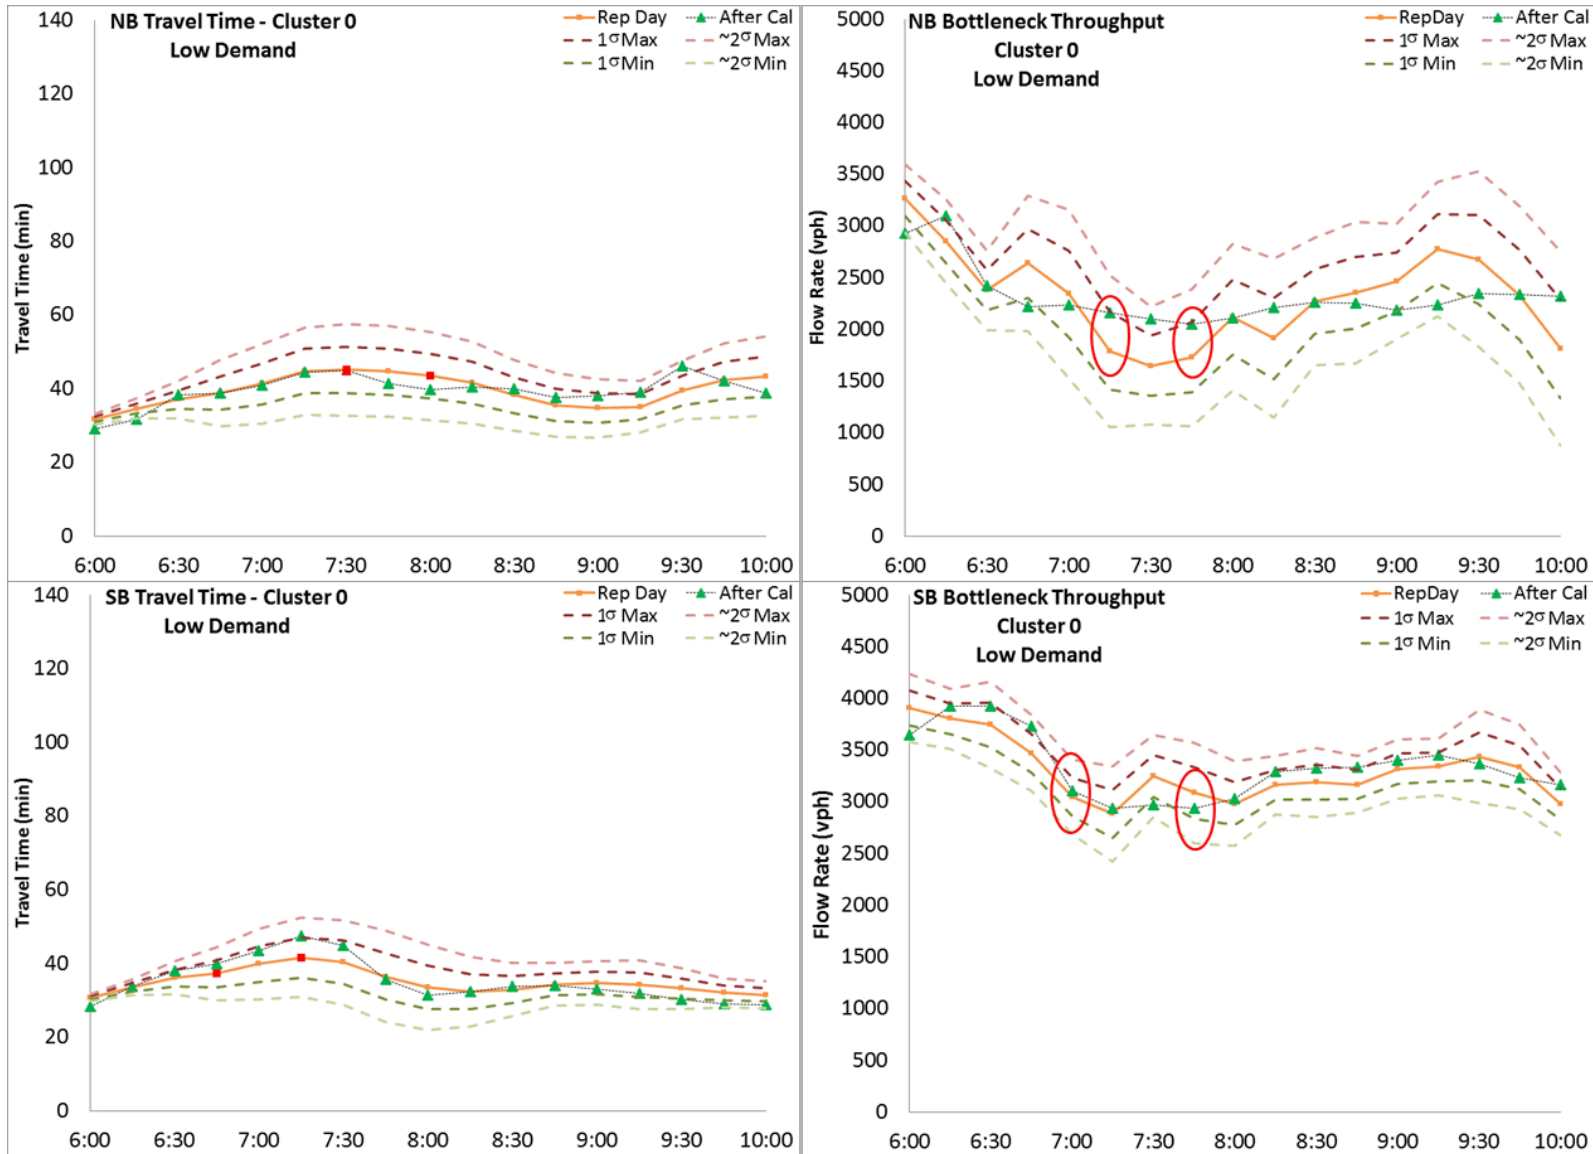 NB Travel Time - Cluster 0
Low Demand
Rep Day
After Cal
1σ Max
~2σ Max
1σ Min
~2σ Min
Travel Time (min)
140
120
100
80
60
40
20
0
6:00 6:30 7:00 7:30 8:00 8:30 9:00 9:30 10:00
NB Bottleneck Throughput
Cluster 0
Low Demand
RepDay
After Cal
1σ Max
~2σ Max
1σ Min
~2σ Min
Flow Rate (vph)
5000
4500
4000
3500
3000
2500
2000
1500
1000
500
0
6:00 6:30 7:00 7:30 8:00 8:30 9:00 9:30 10:00
SB Travel Time - Cluster 0
Low Demand
Rep Day
After Cal
1σ Max
~2σ Max
1σ Min
~2σ Min
Travel Time (min)
140
120
100
80
60
40
20
0
6:00 6:30 7:00 7:30 8:00 8:30 9:00 9:30 10:00
SB Bottleneck Throughput
Cluster 0
Low Demand
RepDay
After Cal
1σ Max
~2σ Max
1σ Min
~2σ Min
Flow Rate (vph)
5000
4500
4000
3500
3000
2500
2000
1500
1000
500
0
6:00 6:30 7:00 7:30 8:00 8:30 9:00 9:30 10:00